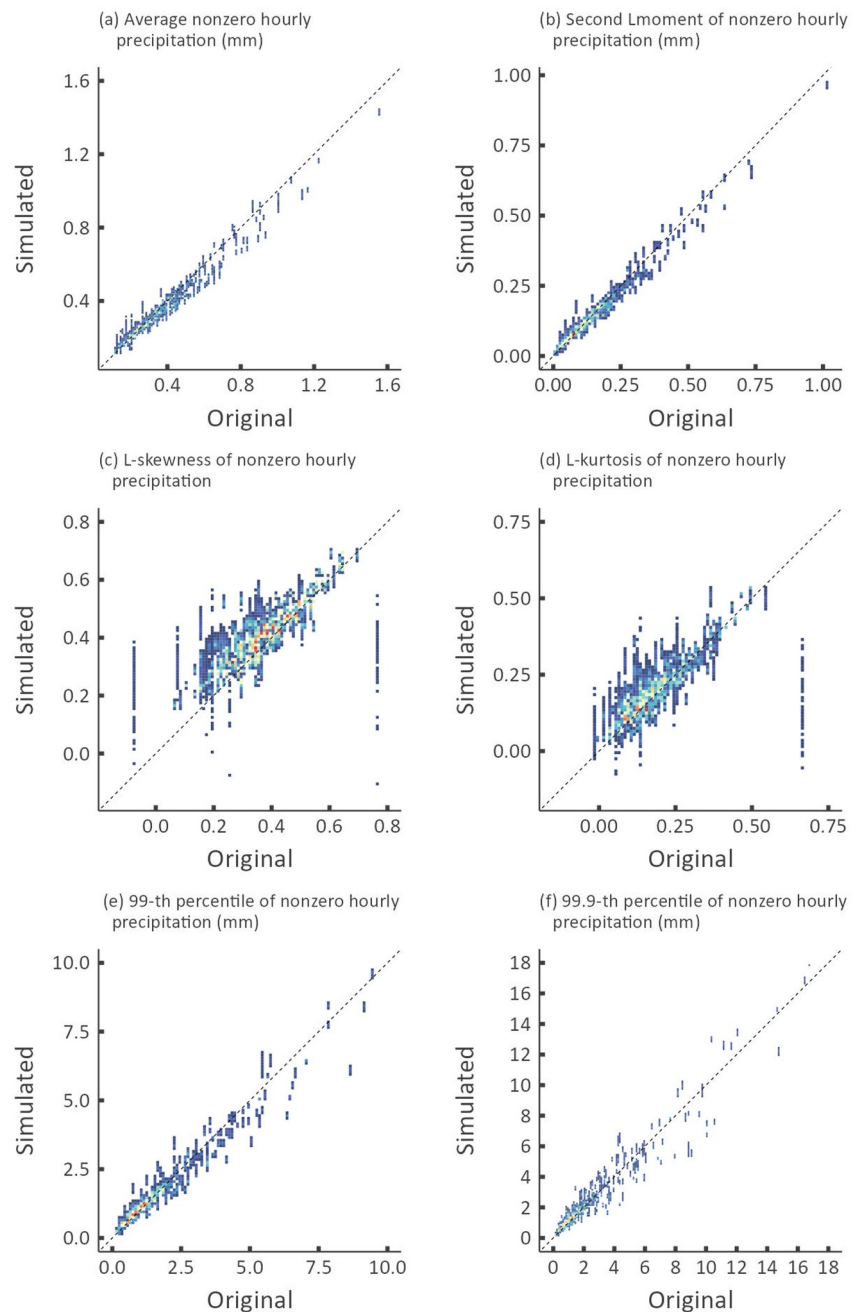 (a) Average nonzero hourly
precipitation (mm)
1.6
1.2
0.8
0.4
Simulated
0.4 0.8 1.2 1.6
Original
(b) Second Lmoment of nonzero hourly
precipitation (mm)
1.00
0.75
0.50
0.25
0.00
Simulated
0.00 0.25 0.50 0.75 1.00
Original
(c) L-skewness of nonzero hourly
precipitation
0.8
0.6
0.4
0.2
0.0
Simulated
0.0 0.2 0.4 0.6 0.8
Original
(d) L-kurtosis of nonzero hourly
precipitation
0.75
0.50
0.25
0.00
Simulated
0.00 0.25 0.50 0.75
Original
(e) 99-th percentile of nonzero hourly
precipitation (mm)
10.0
7.5
5.0
2.5
0.0
Simulated
0.0 2.5 5.0 7.5 10.0
Original
(f) 99.9-th percentile of nonzero hourly
precipitation (mm)
18
16
14
12
10
8
6
4
2
0
Simulated
0 2 4 6 8 10 12 14 16 18
Original